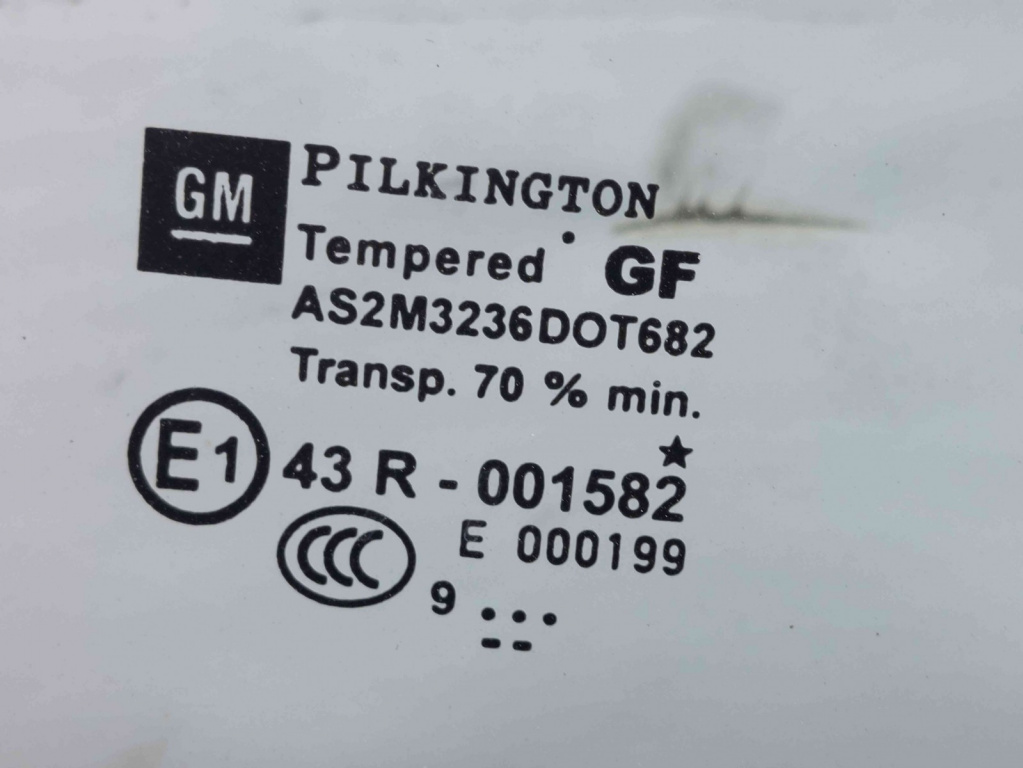 GM
PILKINGTON
Tempered GF
AS2M3236DOT682
Transp. 70 % min.
E1 43 R - 001582
CCC E 000199
9